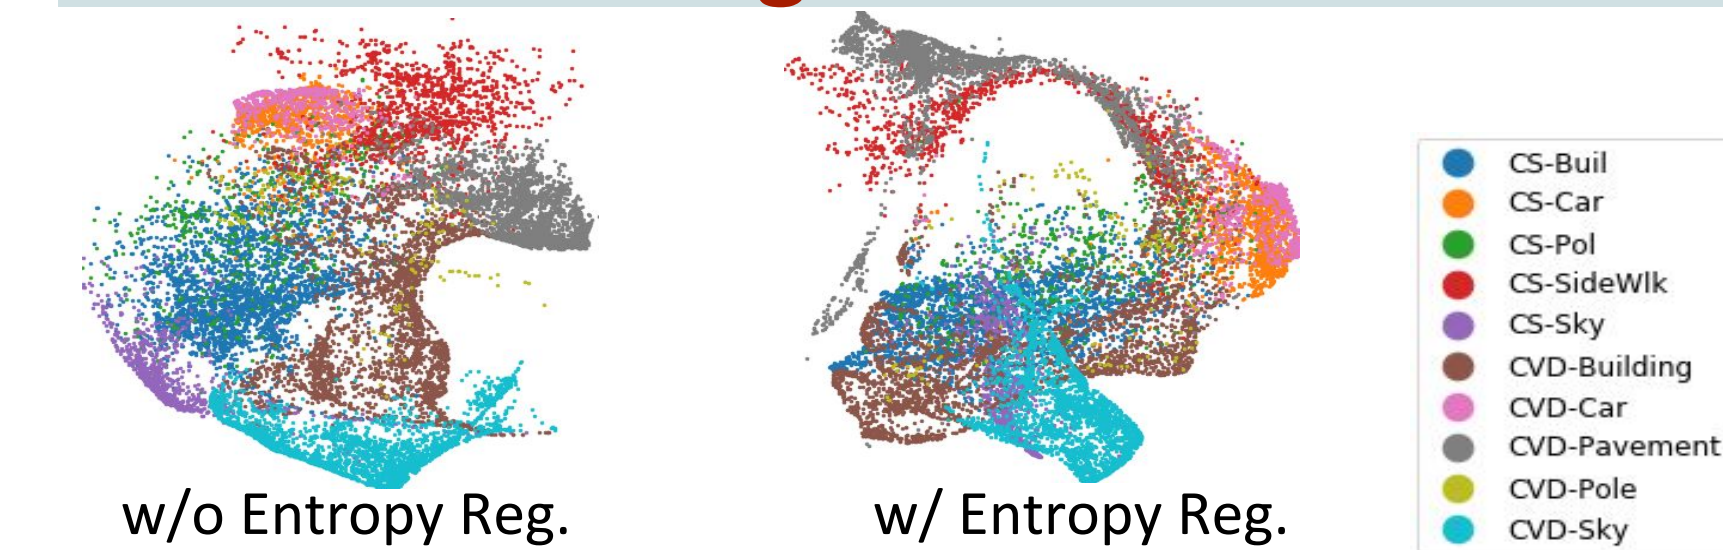 w/o Entropy Reg.
w/ Entropy Reg.
CS-Buil
CS-Car
CS-Pol
CS-SideWlk
CS-Sky
CVD-Building
CVD-Car
CVD-Pavement
CVD-Pole
CVD-Sky